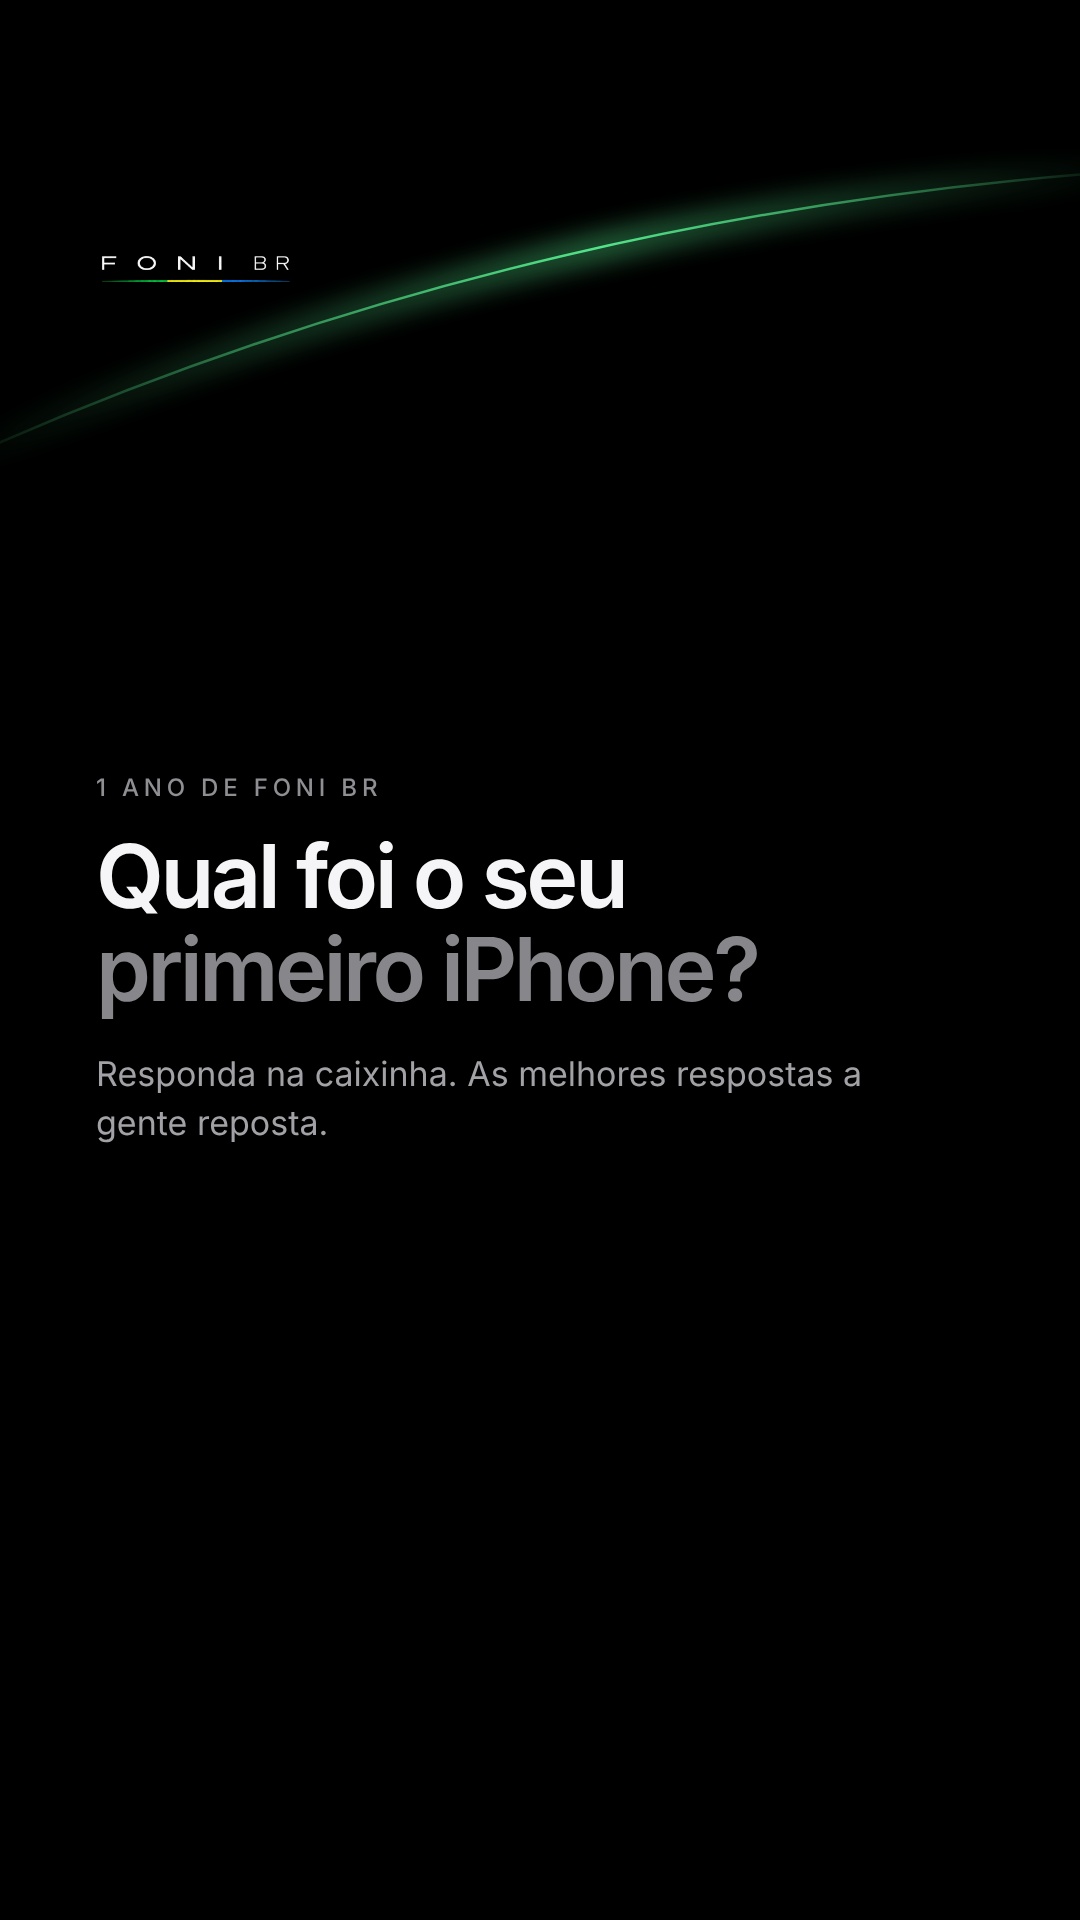 FONI BR
1 ANO DE FONI BR
Qual foi o seu
primeiro iPhone?
Responda na caixinha. As melhores respostas a
gente reposta.